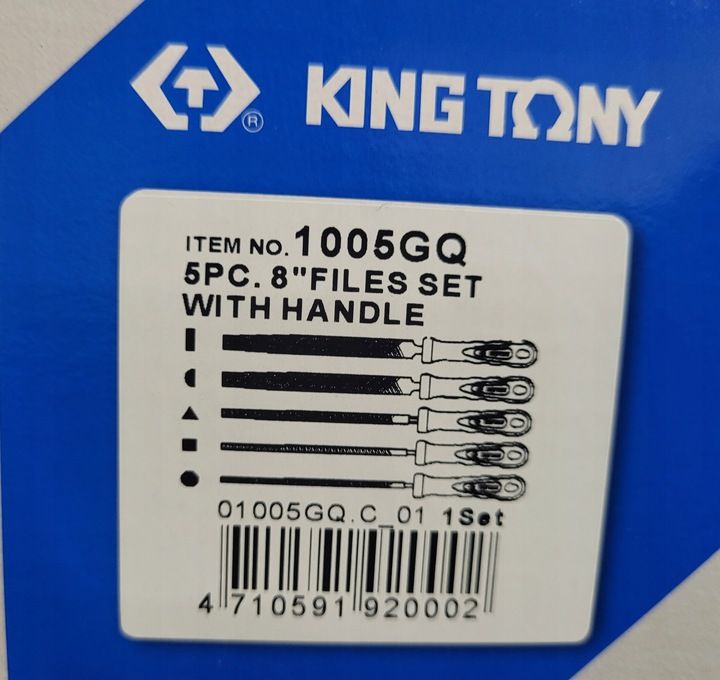 ® KING TONY
ITEM NO. 1005GQ
5PC. 8"FILES SET
WITH HANDLE
01005GQ.C_01 1Set
4 710591 920002